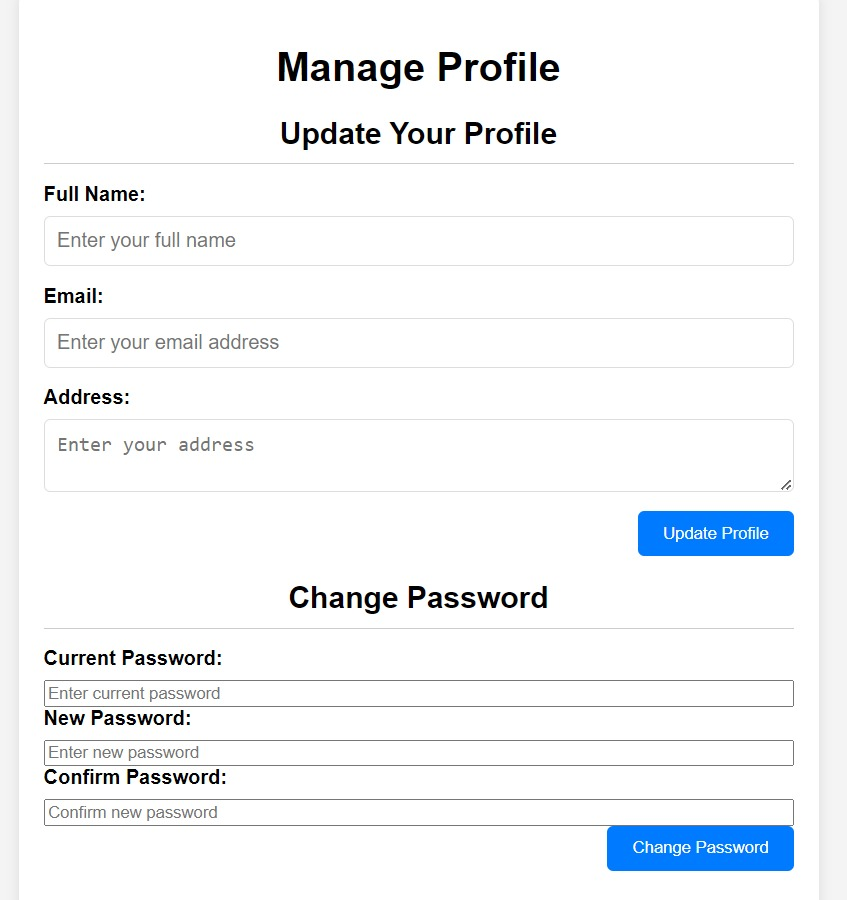 Manage Profile
Update Your Profile
Full Name:
Enter your full name
Email:
Enter your email address
Address:
Enter your address
Update Profile
Change Password
Current Password:
Enter current password
New Password:
Enter new password
Confirm Password:
Confirm new password
Change Password